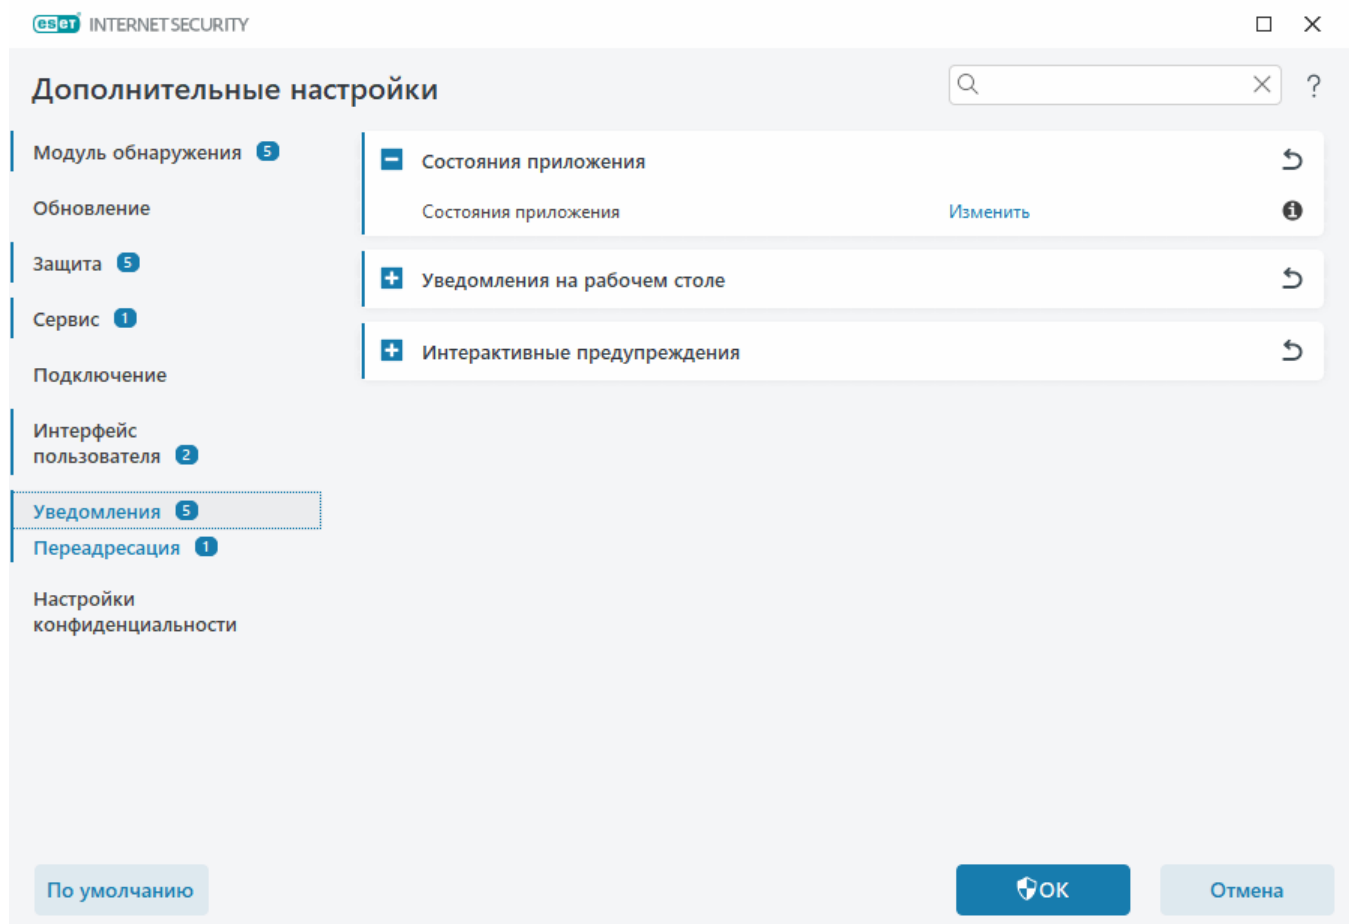 eset INTERNET SECURITY
Дополнительные настройки
?
Модуль обнаружения 5
Обновление
Защита 5
Сервис 1
Подключение
Интерфейс
пользователя 2
Уведомления 5
Переадресация 1
Настройки
конфиденциальности
Состояния приложения
Состояния приложения Изменить
Уведомления на рабочем столе
Интерактивные предупреждения
По умолчанию
ОК
Отмена